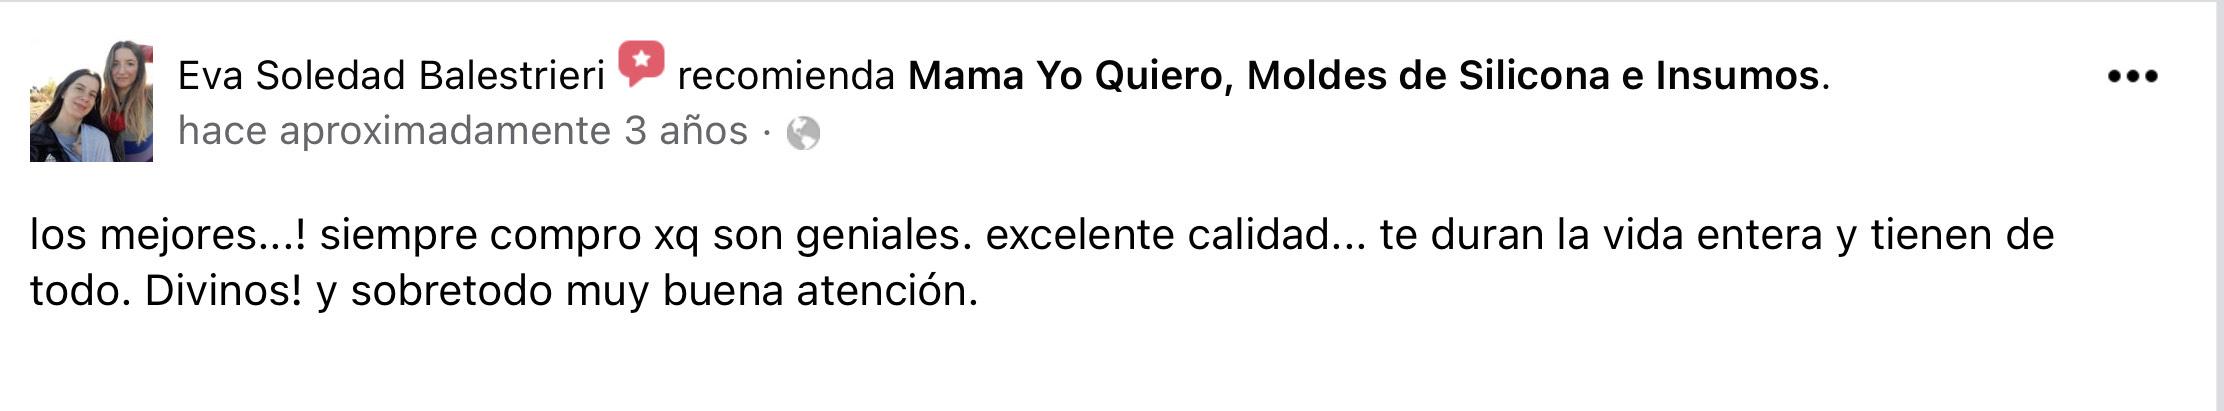 Eva Soledad Balestrieri recomienda Mama Yo Quiero, Moldes de Silicona e Insumos.
hace aproximadamente 3 años ·
los mejores...! siempre compro xq son geniales. excelente calidad... te duran la vida entera y tienen de
todo. Divinos! y sobretodo muy buena atención.